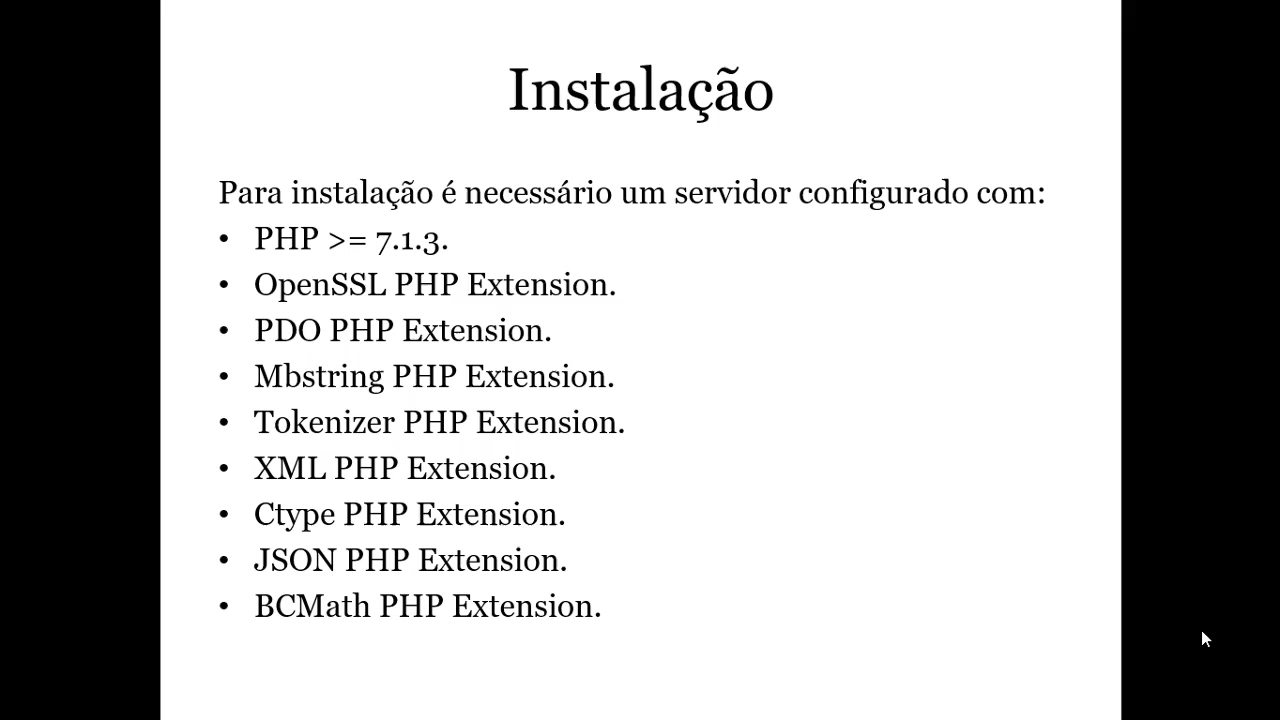 Instalação
Para instalação é necessário um servidor configurado com:
• PHP >= 7.1.3.
• OpenSSL PHP Extension.
• PDO PHP Extension.
• Mbstring PHP Extension.
• Tokenizer PHP Extension.
• XML PHP Extension.
• Ctype PHP Extension.
• JSON PHP Extension.
• BCMath PHP Extension.